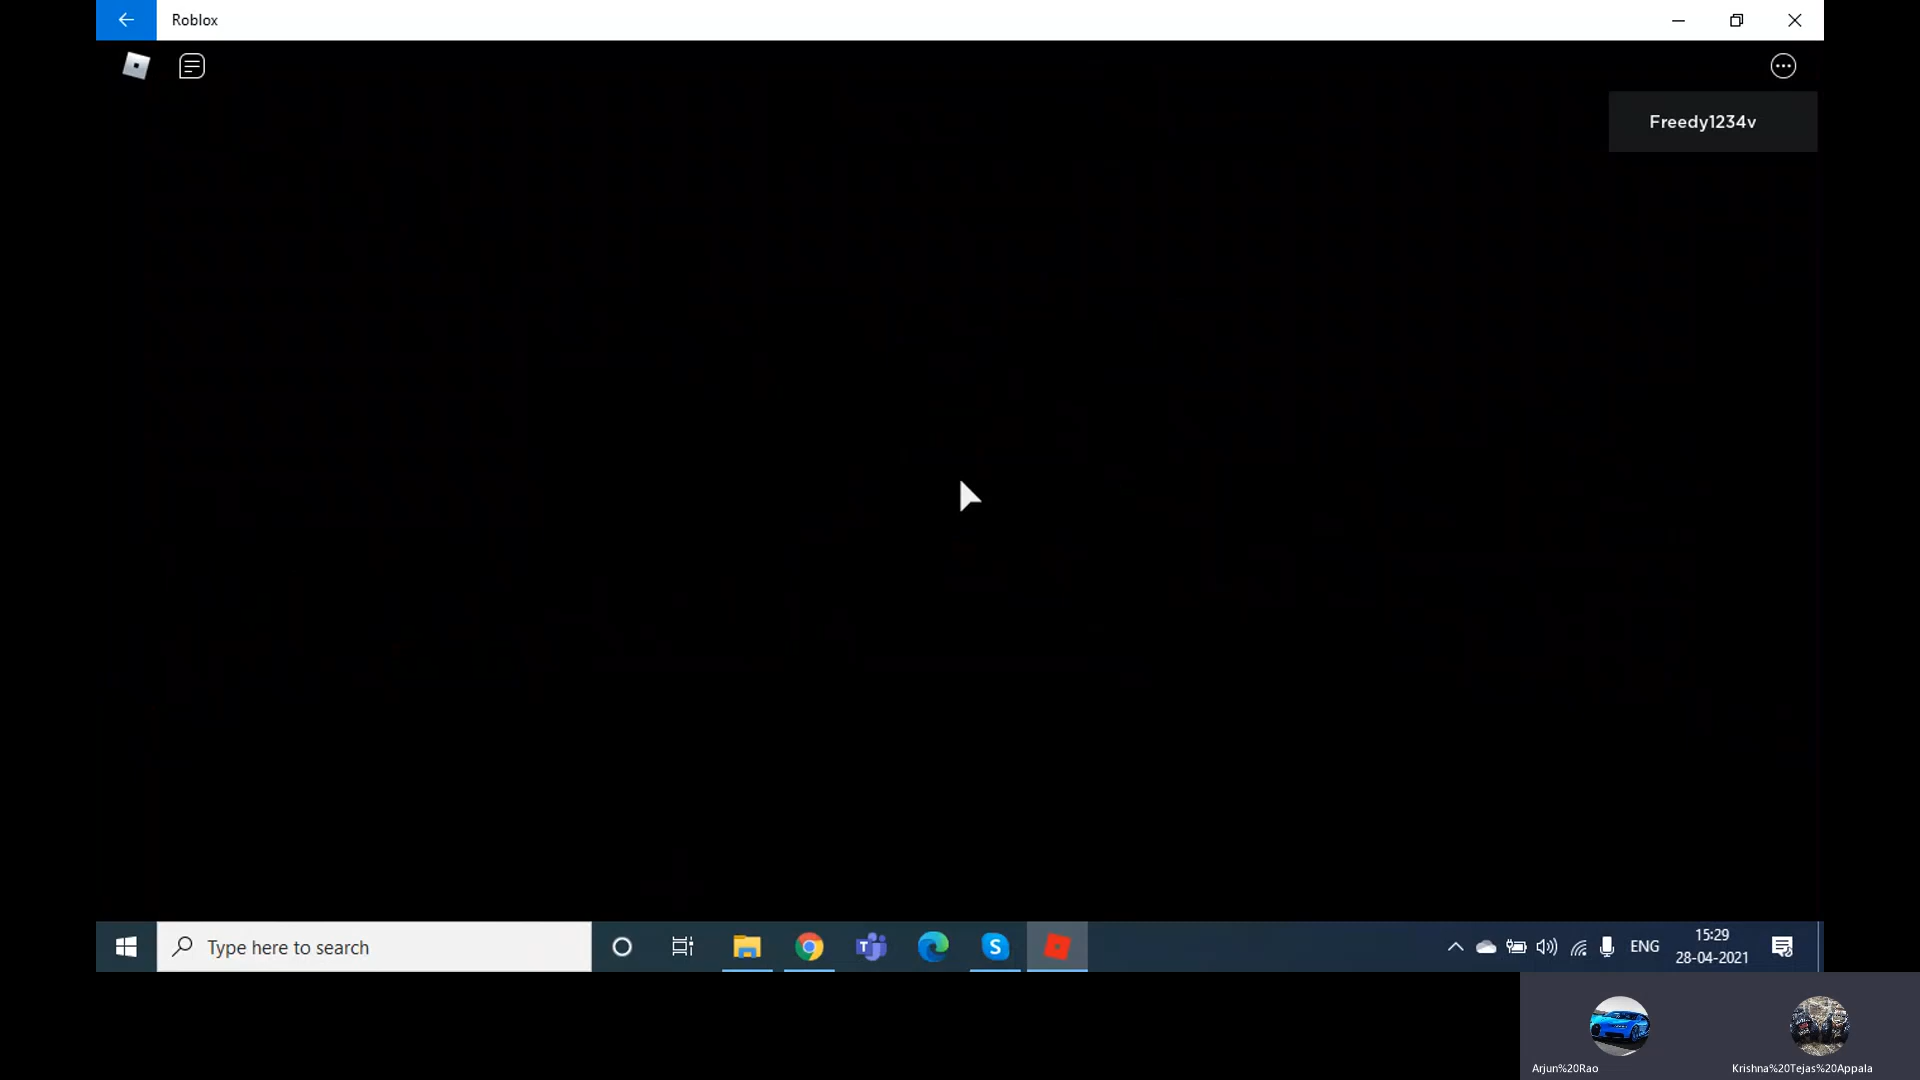 Roblox
Freedy1234v
Type here to search
ENG
15:29
28-04-2021
Arjun%20Rao
Krishna%20Tejas%20Appala